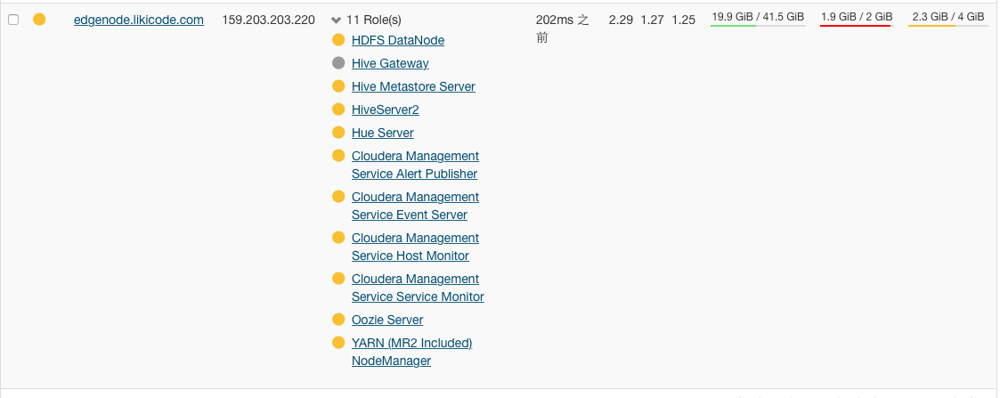 edgenode.likicode.com 159.203.203.220 11 Role(s) 202ms 之 2.29 1.27 1.25 19.9 GiB / 41.5 GiB 1.9 GiB / 2 GiB 2.3 GiB / 4 GiB
前
HDFS DataNode
Hive Gateway
Hive Metastore Server
HiveServer2
Hue Server
Cloudera Management
Service Alert Publisher
Cloudera Management
Service Event Server
Cloudera Management
Service Host Monitor
Cloudera Management
Service Service Monitor
Oozie Server
YARN (MR2 Included)
NodeManager